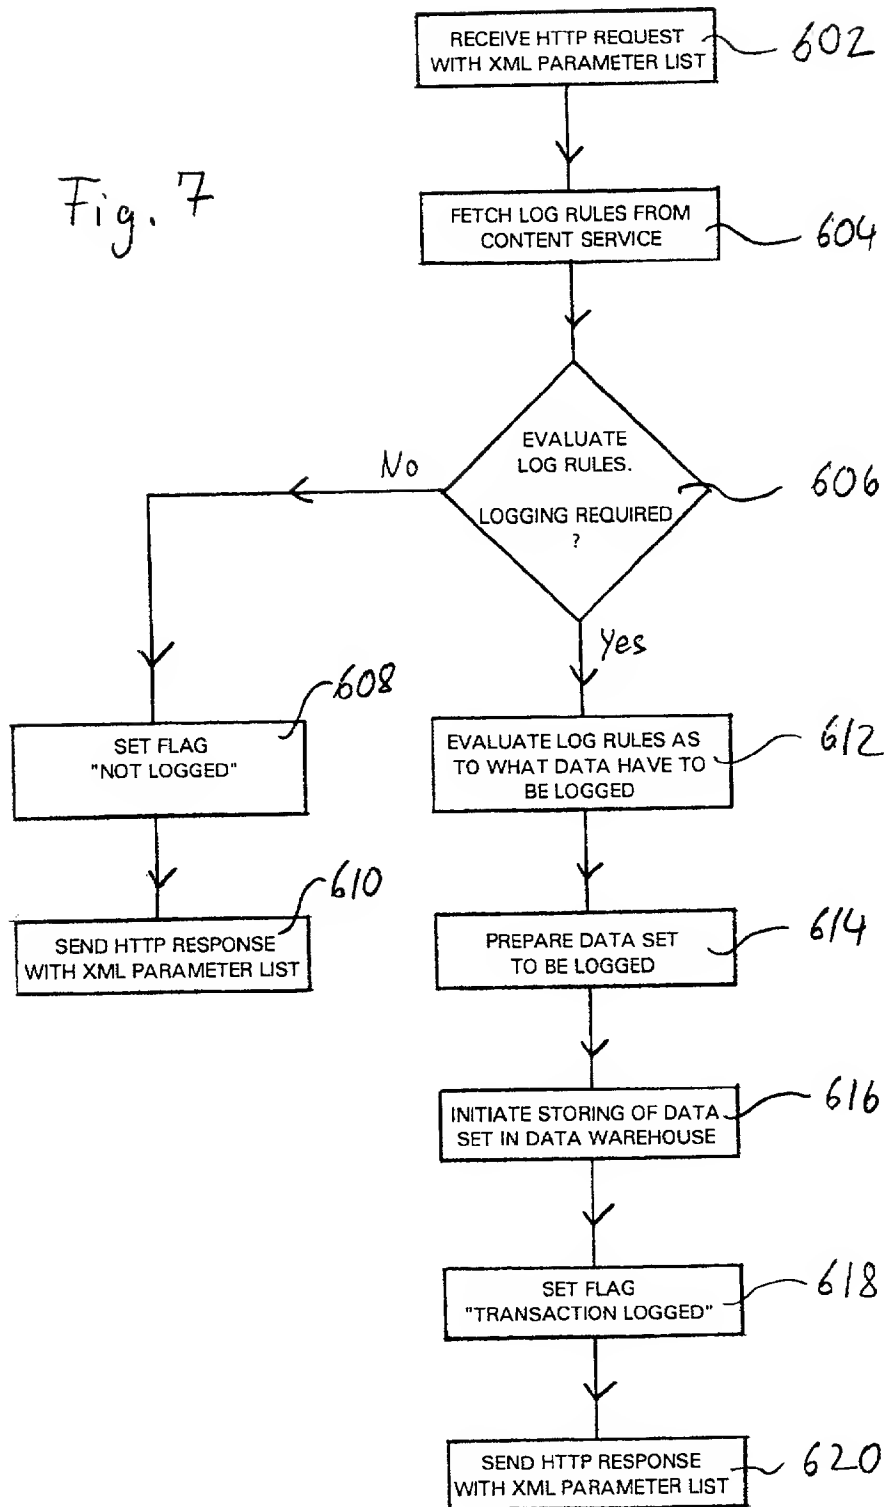 RECEIVE HTTP REQUEST
WITH XML PARAMETER LIST
602
Fig. 7
FETCH LOG RULES FROM
CONTENT SERVICE
604
EVALUATE
LOG RULES.
LOGGING REQUIRED
?
606
No
Yes
608
SET FLAG
"NOT LOGGED"
EVALUATE LOG RULES AS
TO WHAT DATA HAVE TO
BE LOGGED
612
610
SEND HTTP RESPONSE
WITH XML PARAMETER LIST
PREPARE DATA SET
TO BE LOGGED
614
INITIATE STORING OF DATA
SET IN DATA WAREHOUSE
616
SET FLAG
"TRANSACTION LOGGED"
618
SEND HTTP RESPONSE
WITH XML PARAMETER LIST
620